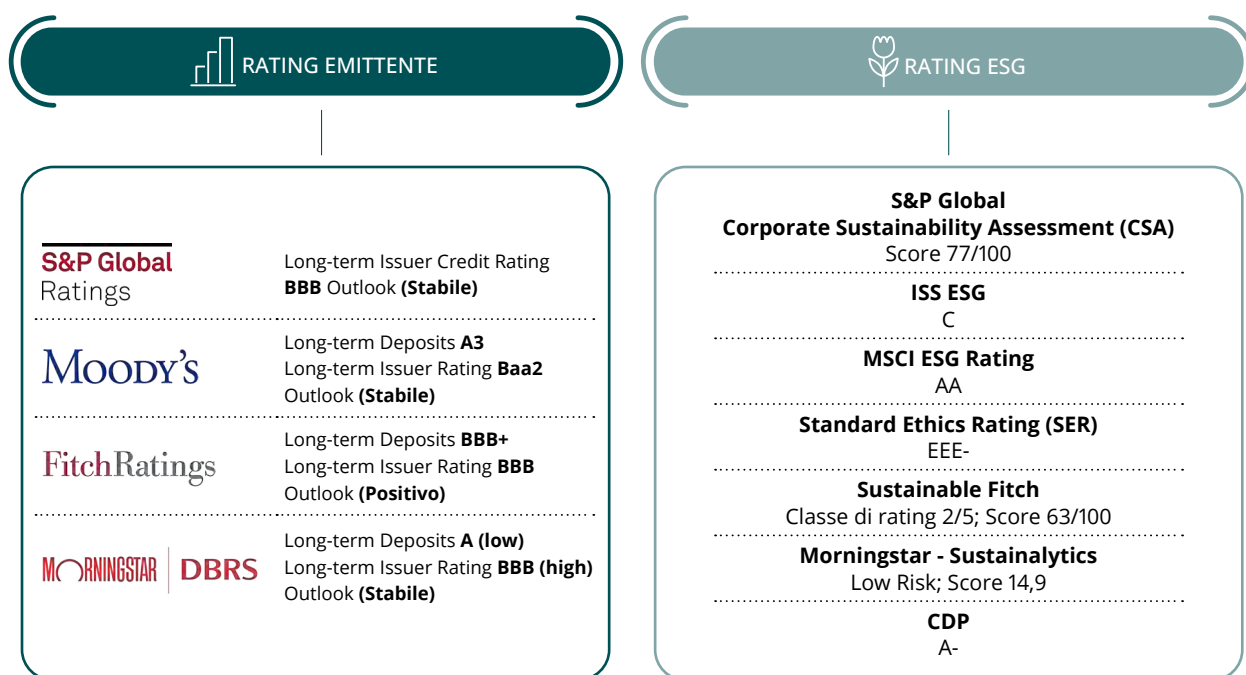 RATING EMITTENTE
S&P Global
Ratings
Long-term Issuer Credit Rating
BBB Outlook (Stabile)
MOODY'S
Long-term Deposits A3
Long-term Issuer Rating Baa2
Outlook (Stabile)
FitchRatings
Long-term Deposits BBB+
Long-term Issuer Rating BBB
Outlook (Positivo)
MORNINGSTAR DBRS
Long-term Deposits A (low)
Long-term Issuer Rating BBB (high)
Outlook (Stabile)
RATING ESG
S&P Global
Corporate Sustainability Assessment (CSA)
Score 77/100
ISS ESG
C
MSCI ESG Rating
AA
Standard Ethics Rating (SER)
EEE-
Sustainable Fitch
Classe di rating 2/5; Score 63/100
Morningstar - Sustainalytics
Low Risk; Score 14,9
CDP
A-